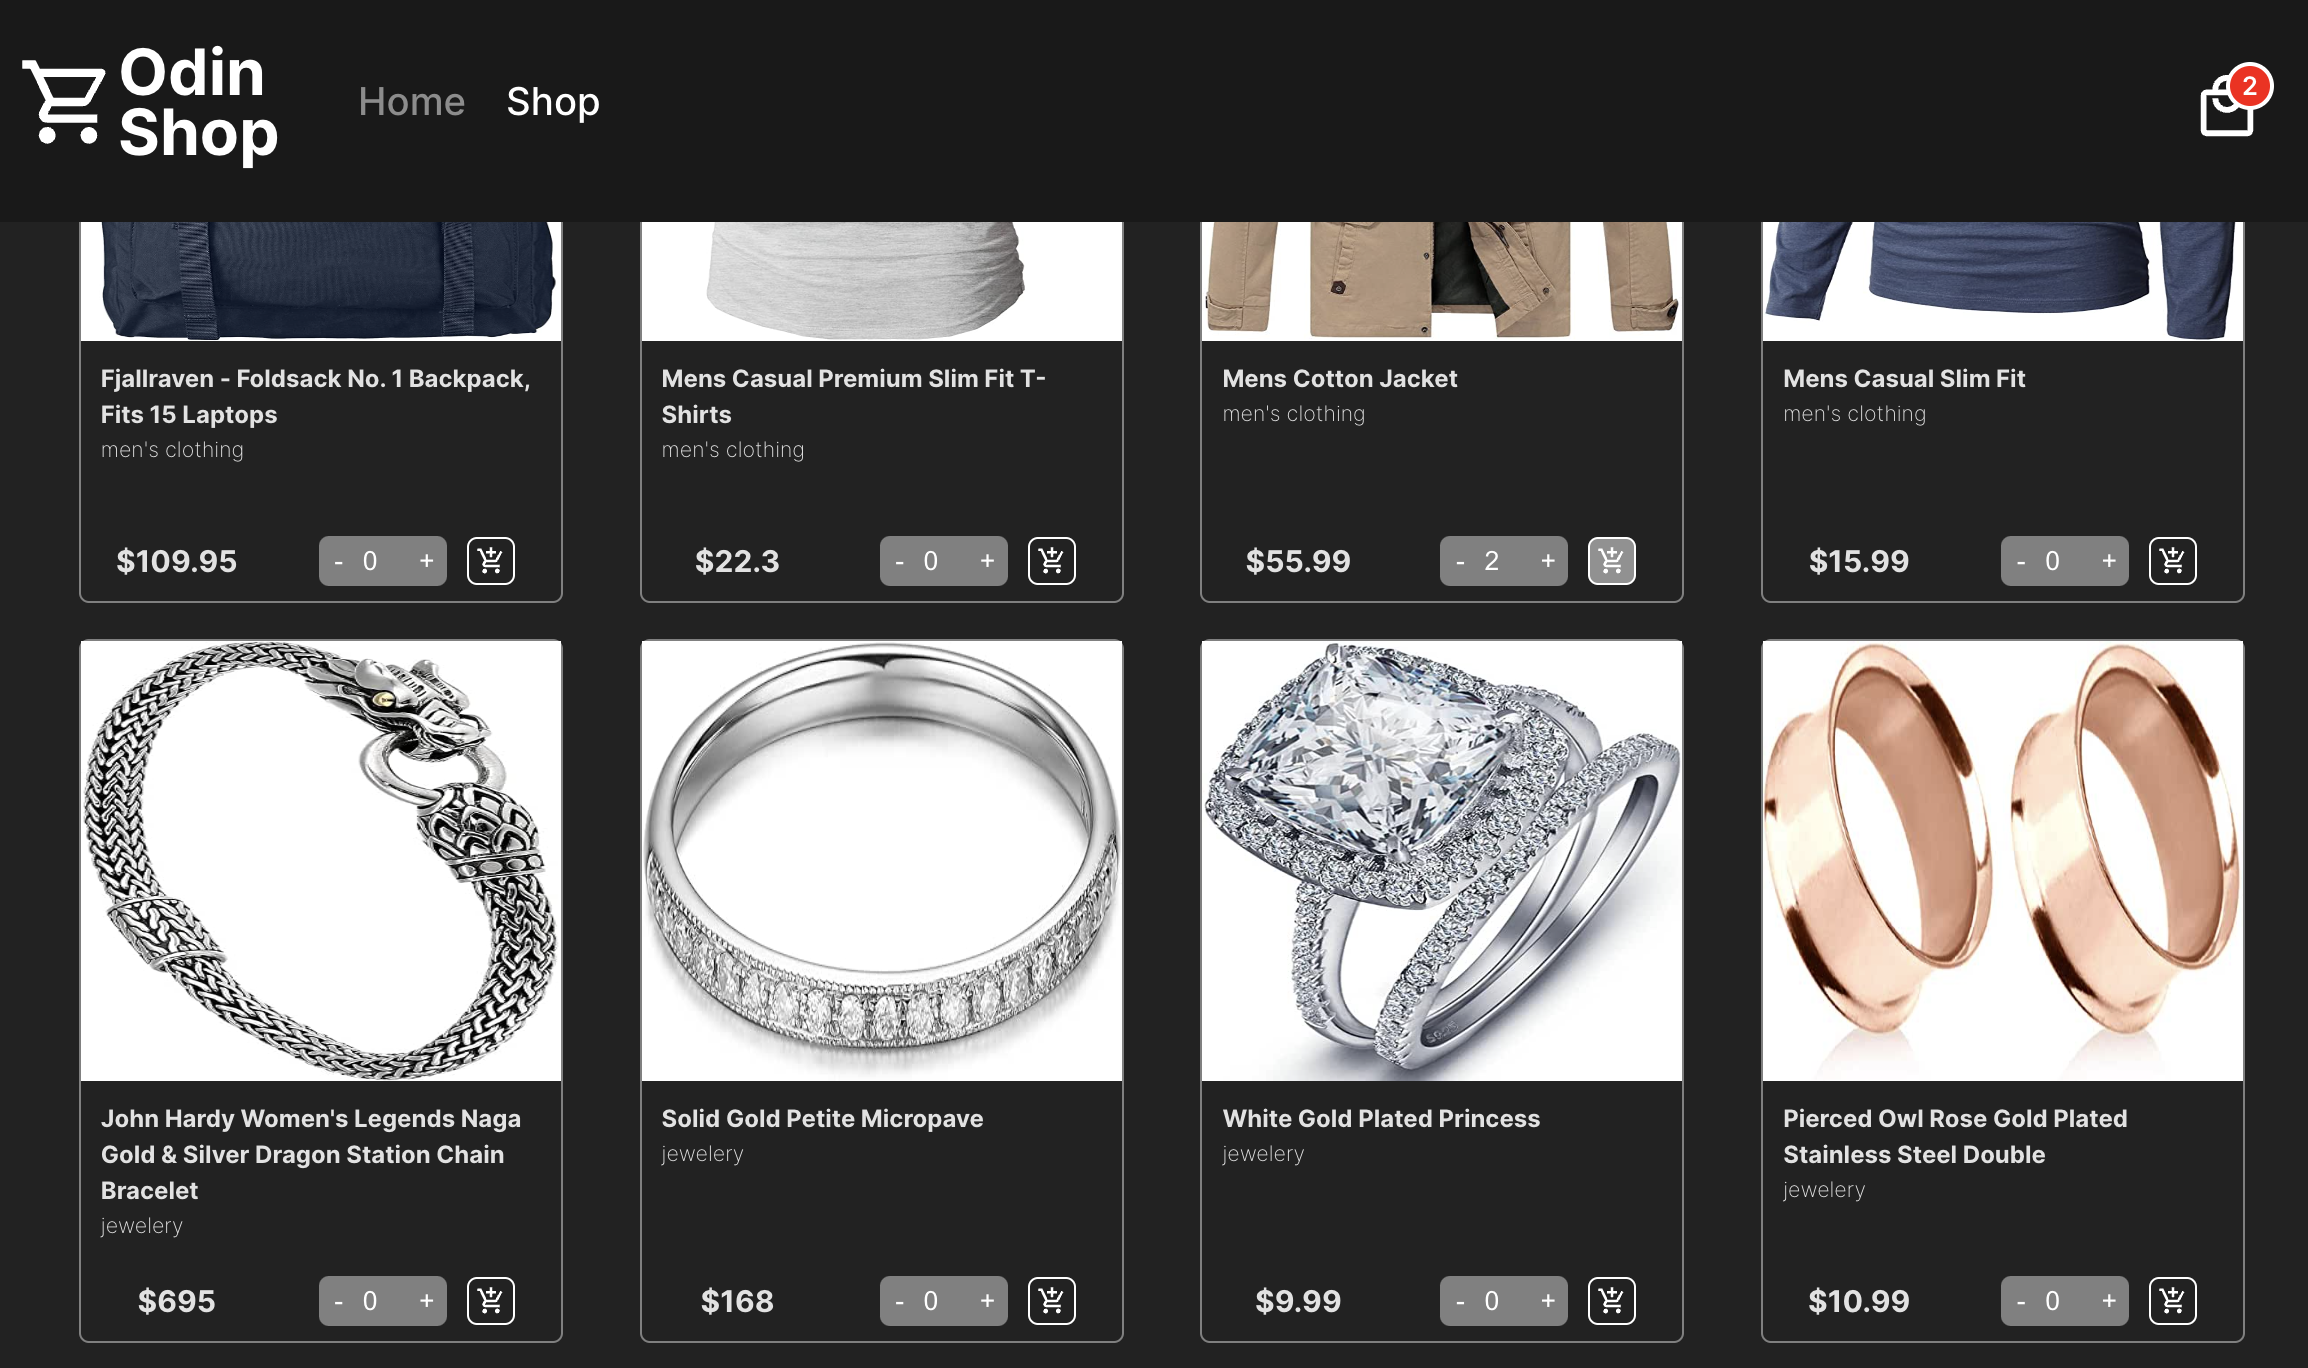 Odin
Shop
Home
Shop
2
Fjallraven - Foldsack No. 1 Backpack,
Fits 15 Laptops
men's clothing
$109.95
- 0 +
Mens Casual Premium Slim Fit T-
Shirts
men's clothing
$22.3
- 0 +
Mens Cotton Jacket
men's clothing
$55.99
- 2 +
Mens Casual Slim Fit
men's clothing
$15.99
- 0 +
John Hardy Women's Legends Naga
Gold & Silver Dragon Station Chain
Bracelet
jewelery
$695
- 0 +
Solid Gold Petite Micropave
jewelery
$168
- 0 +
White Gold Plated Princess
jewelery
$9.99
- 0 +
Pierced Owl Rose Gold Plated
Stainless Steel Double
jewelery
$10.99
- 0 +